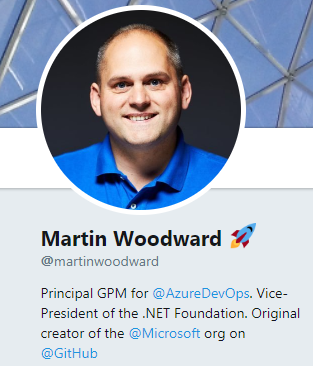 Martin Woodward 🚀
@martinwoodward
Principal GPM for @AzureDevOps. Vice-
President of the .NET Foundation. Original
creator of the @Microsoft org on
@GitHub